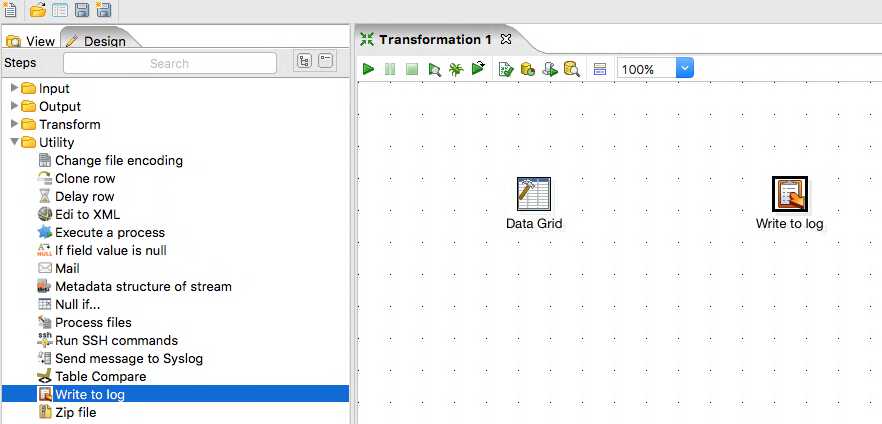 View
Design
Transformation 1
Steps
Search
100%
Input
Output
Transform
Utility
Change file encoding
Clone row
Delay row
Edi to XML
Execute a process
If field value is null
Mail
Metadata structure of stream
Null if...
Process files
Run SSH commands
Send message to Syslog
Table Compare
Write to log
Zip file
Data Grid
Write to log